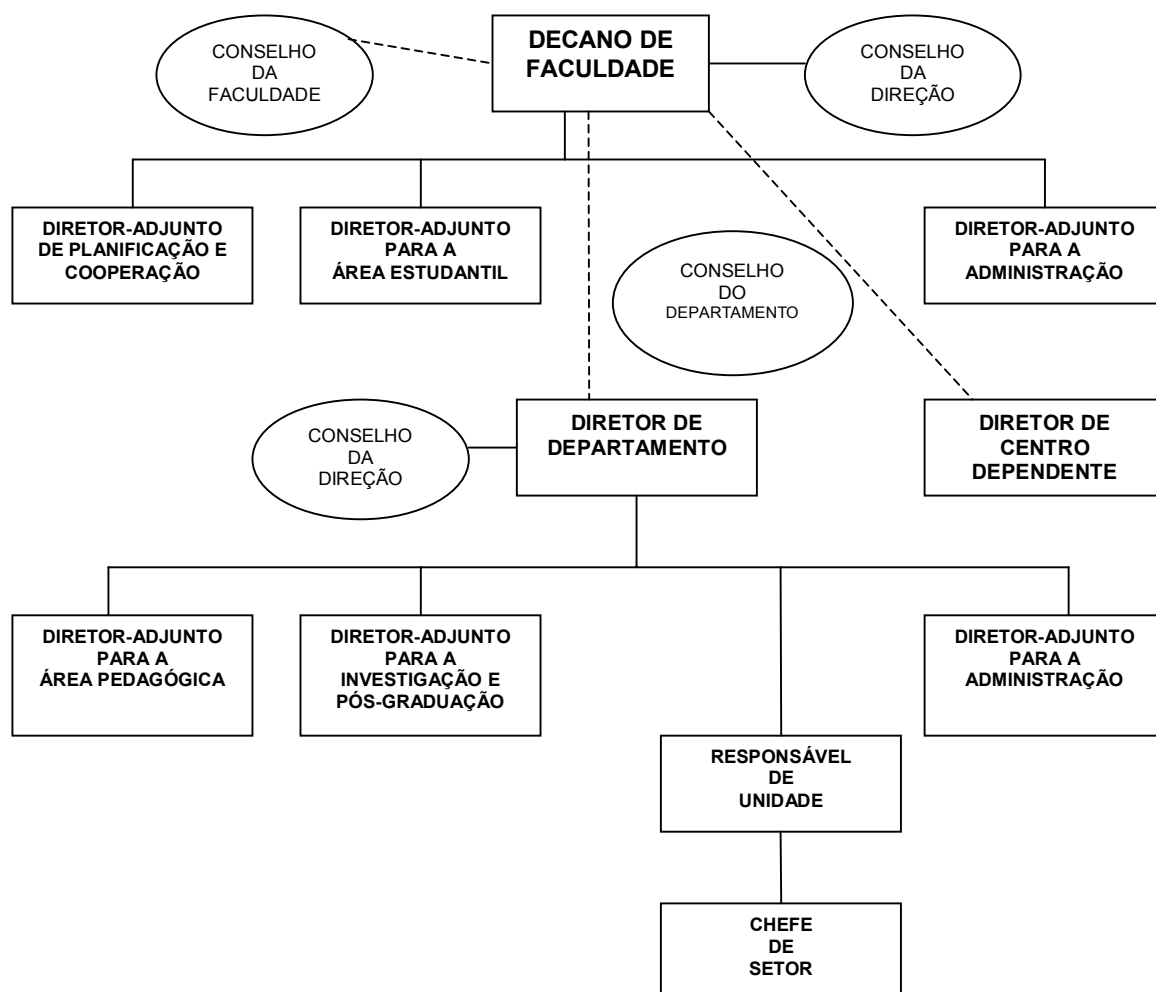 CONSELHO
DA
FACULDADE
DECANO DE
FACULDADE
CONSELHO
DA
DIREÇÃO
DIRETOR-ADJUNTO
DE PLANIFICAÇÃO E
COOPERAÇÃO
DIRETOR-ADJUNTO
PARA A
ÁREA ESTUDANTIL
DIRETOR-ADJUNTO
PARA A
ADMINISTRAÇÃO
CONSELHO
DO
DEPARTAMENTO
CONSELHO
DA
DIREÇÃO
DIRETOR DE
DEPARTAMENTO
DIRETOR DE
CENTRO
DEPENDENTE
DIRETOR-ADJUNTO
PARA A
ÁREA PEDAGÓGICA
DIRETOR-ADJUNTO
PARA A
INVESTIGAÇÃO E
PÓS-GRADUAÇÃO
DIRETOR-ADJUNTO
PARA A
ADMINISTRAÇÃO
RESPONSÁVEL
DE
UNIDADE
CHEFE
DE
SETOR